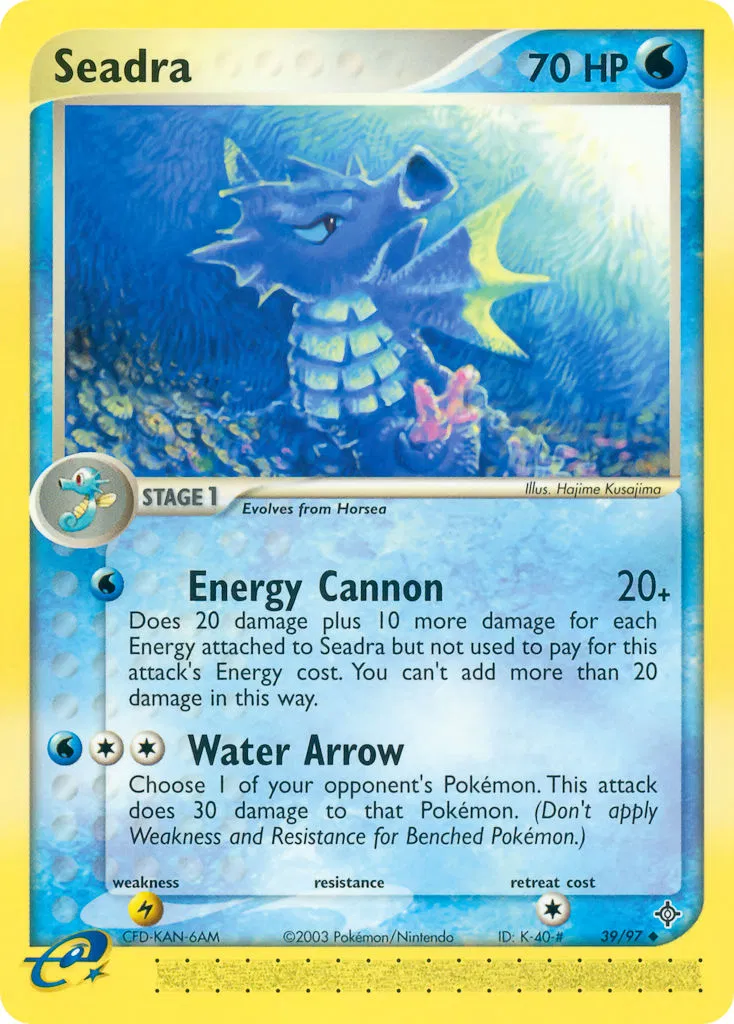 Seadra
70 HP
Illus. Hajime Kusajima
STAGE 1
Evolves from Horsea
Energy Cannon 20+
Does 20 damage plus 10 more damage for each
Energy attached to Seadra but not used to pay for this
attack's Energy cost. You can't add more than 20
damage in this way.
Water Arrow
Choose 1 of your opponent's Pokémon. This attack
does 30 damage to that Pokémon. (Don't apply
Weakness and Resistance for Benched Pokémon.)
weakness resistance retreat cost
CFD-KAN-6AM ©2003 Pokémon/Nintendo ID: K-40-# 39/97
e